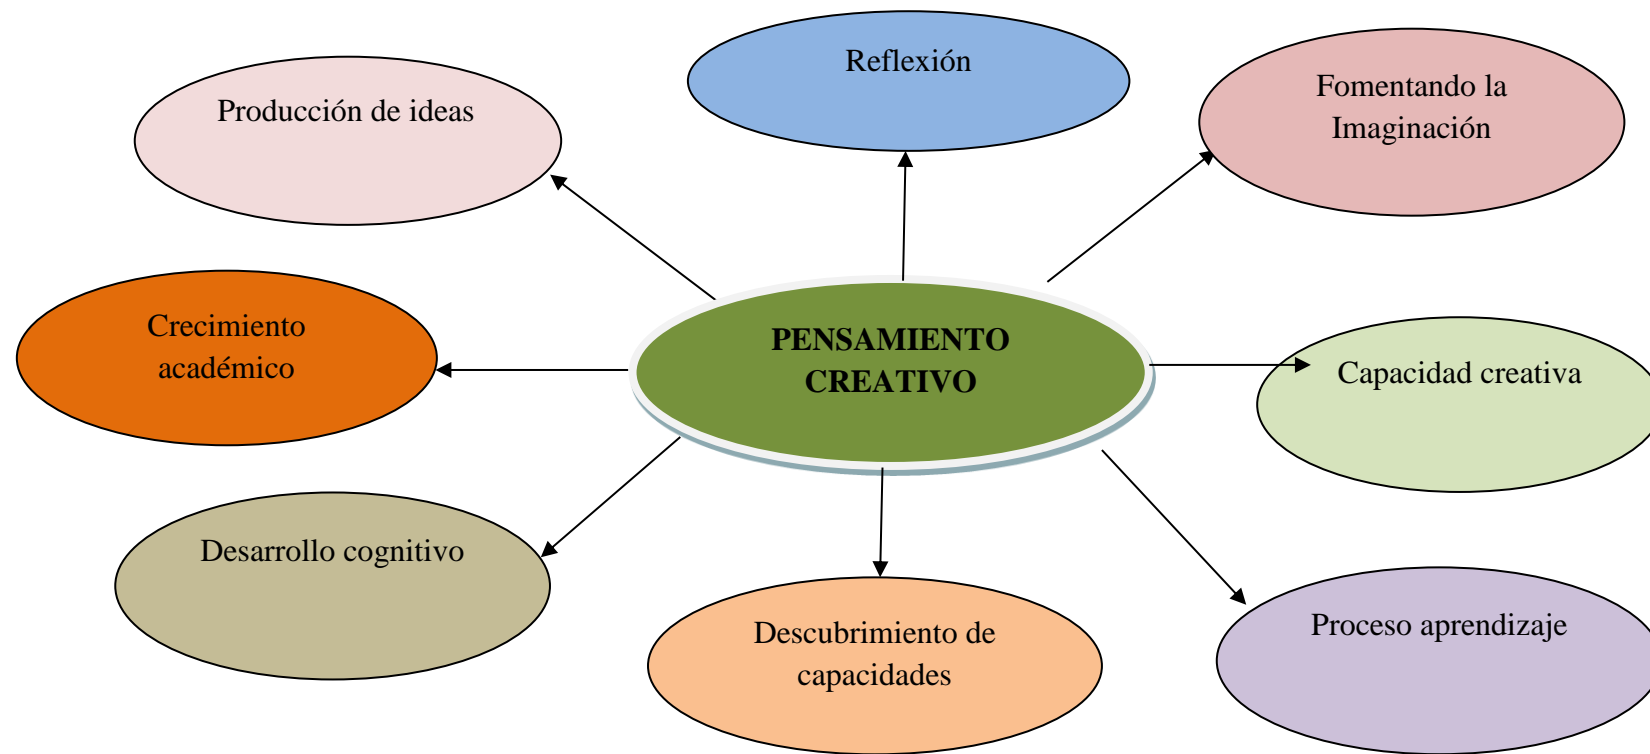 Reflexión
Producción de ideas
Fomentando la
Imaginación
Crecimiento
académico
PENSAMIENTO
CREATIVO
Capacidad creativa
Desarrollo cognitivo
Descubrimiento de
capacidades
Proceso aprendizaje